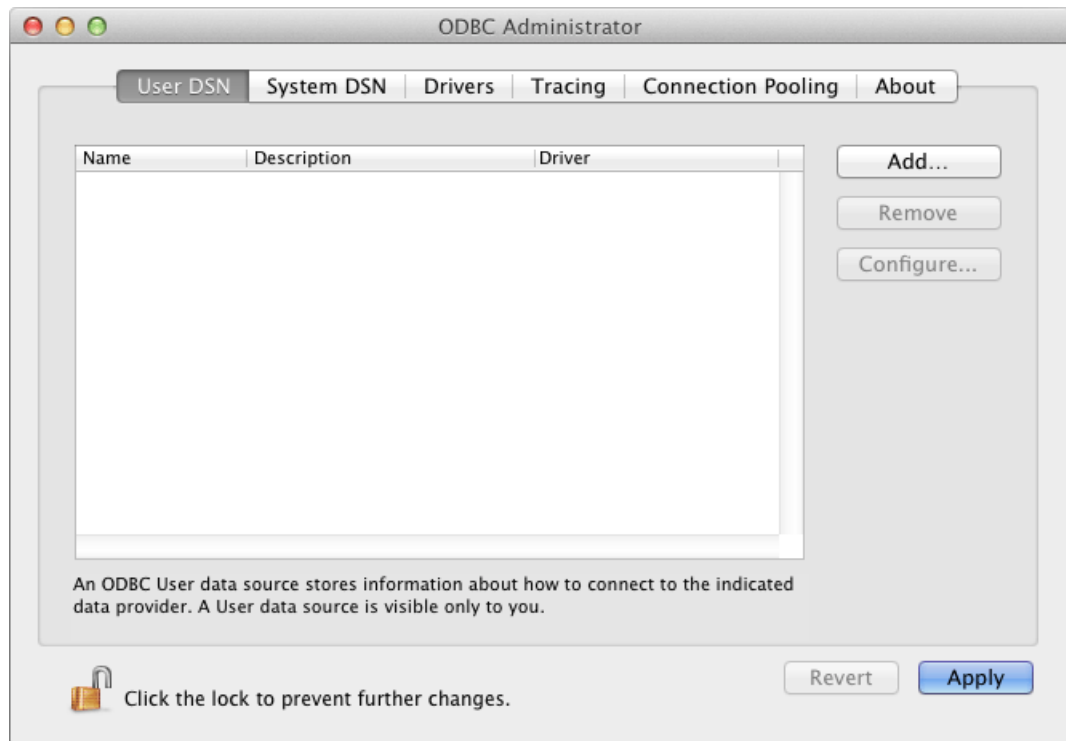 ODBC Administrator
User DSN System DSN Drivers Tracing Connection Pooling About
Name Description Driver
Add...
Remove
Configure...
An ODBC User data source stores information about how to connect to the indicated
data provider. A User data source is visible only to you.
Click the lock to prevent further changes.
Revert Apply